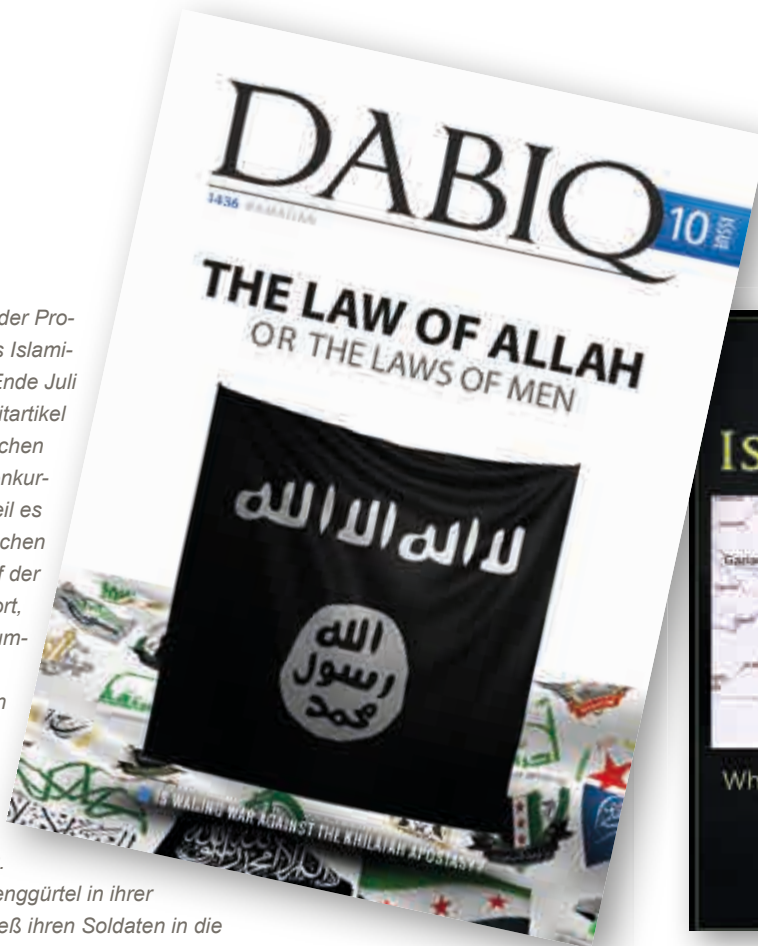 der Pro-
s Islami-
Ende Juli
itartikel
chen
nkur-
eil es
chen
f der
ort,
um-
n
enggürtel in ihrer
eß ihren Soldaten in die
DABIQ
1436 RAMADAN
ISSUE 10
THE LAW OF ALLAH
OR THE LAWS OF MEN
لا اله الا الله
الله
رسول
محمد
IS WAGING WAR AGAINST THE KHILAFAH APOSTASY?
Is
Wh